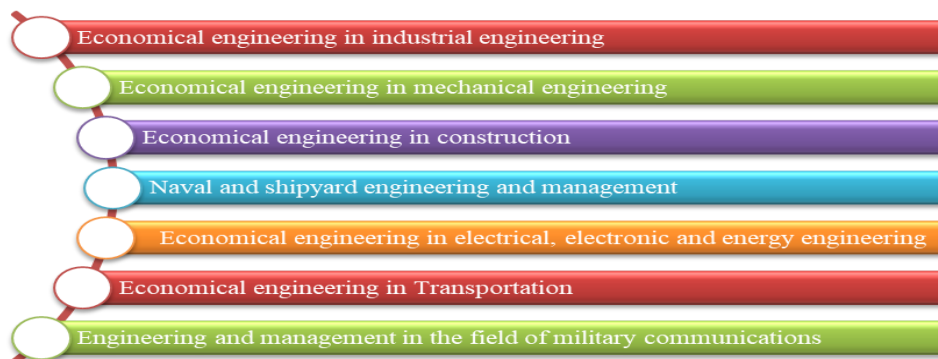 Economical engineering in industrial engineering
Economical engineering in mechanical engineering
Economical engineering in construction
Naval and shipyard engineering and management
Economical engineering in electrical, electronic and energy engineering
Economical engineering in Transportation
Engineering and management in the field of military communications